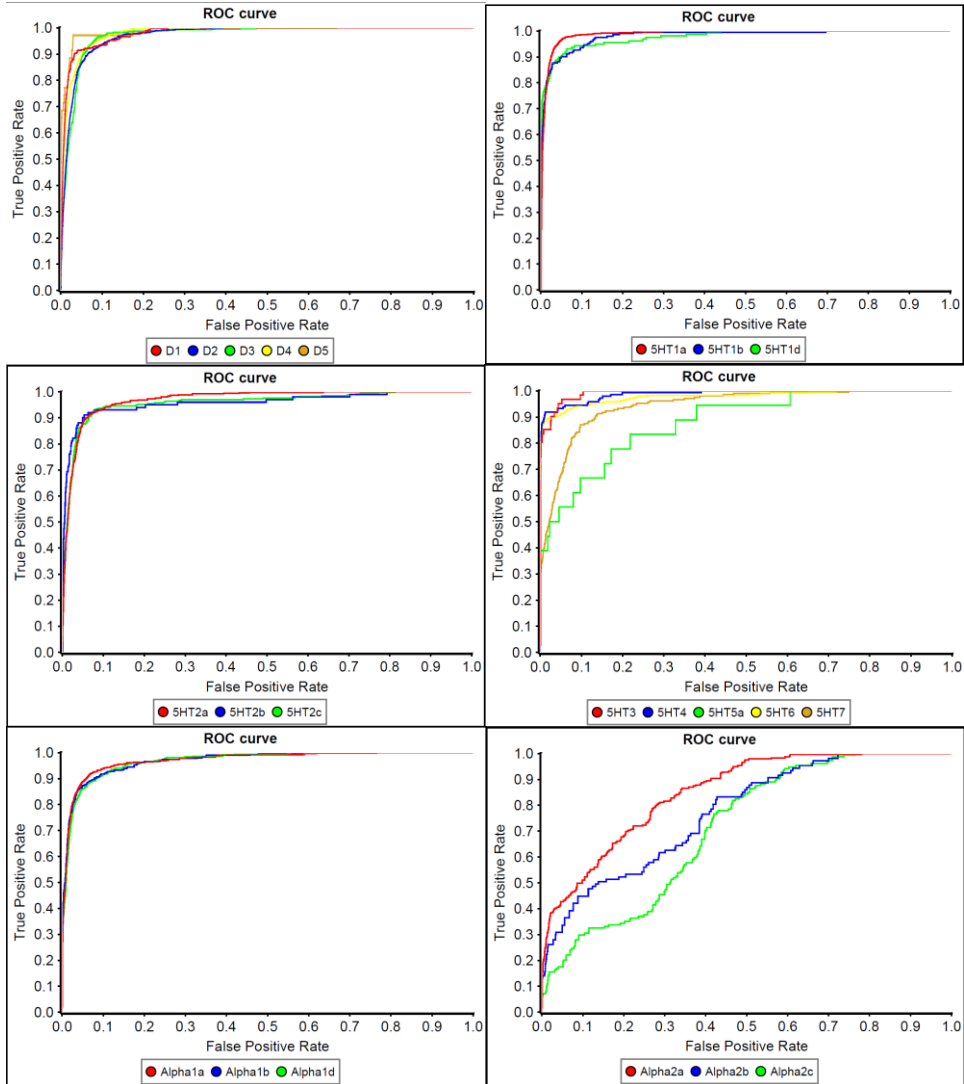 ROC curve
True Positive Rate
1.0
0.9
0.8
0.7
0.6
0.5
0.4
0.3
0.2
0.1
0.0
0.0 0.1 0.2 0.3 0.4 0.5 0.6 0.7 0.8 0.9 1.0
False Positive Rate
D1 D2 D3 D4 D5
ROC curve
True Positive Rate
1.0
0.9
0.8
0.7
0.6
0.5
0.4
0.3
0.2
0.1
0.0
0.0 0.1 0.2 0.3 0.4 0.5 0.6 0.7 0.8 0.9 1.0
False Positive Rate
5HT1a 5HT1b 5HT1d
ROC curve
True Positive Rate
1.0
0.9
0.8
0.7
0.6
0.5
0.4
0.3
0.2
0.1
0.0
0.0 0.1 0.2 0.3 0.4 0.5 0.6 0.7 0.8 0.9 1.0
False Positive Rate
5HT2a 5HT2b 5HT2c
ROC curve
True Positive Rate
1.0
0.9
0.8
0.7
0.6
0.5
0.4
0.3
0.2
0.1
0.0
0.0 0.1 0.2 0.3 0.4 0.5 0.6 0.7 0.8 0.9 1.0
False Positive Rate
5HT3 5HT4 5HT5a 5HT6 5HT7
ROC curve
True Positive Rate
1.0
0.9
0.8
0.7
0.6
0.5
0.4
0.3
0.2
0.1
0.0
0.0 0.1 0.2 0.3 0.4 0.5 0.6 0.7 0.8 0.9 1.0
False Positive Rate
Alpha1a Alpha1b Alpha1d
ROC curve
True Positive Rate
1.0
0.9
0.8
0.7
0.6
0.5
0.4
0.3
0.2
0.1
0.0
0.0 0.1 0.2 0.3 0.4 0.5 0.6 0.7 0.8 0.9 1.0
False Positive Rate
Alpha2a Alpha2b Alpha2c